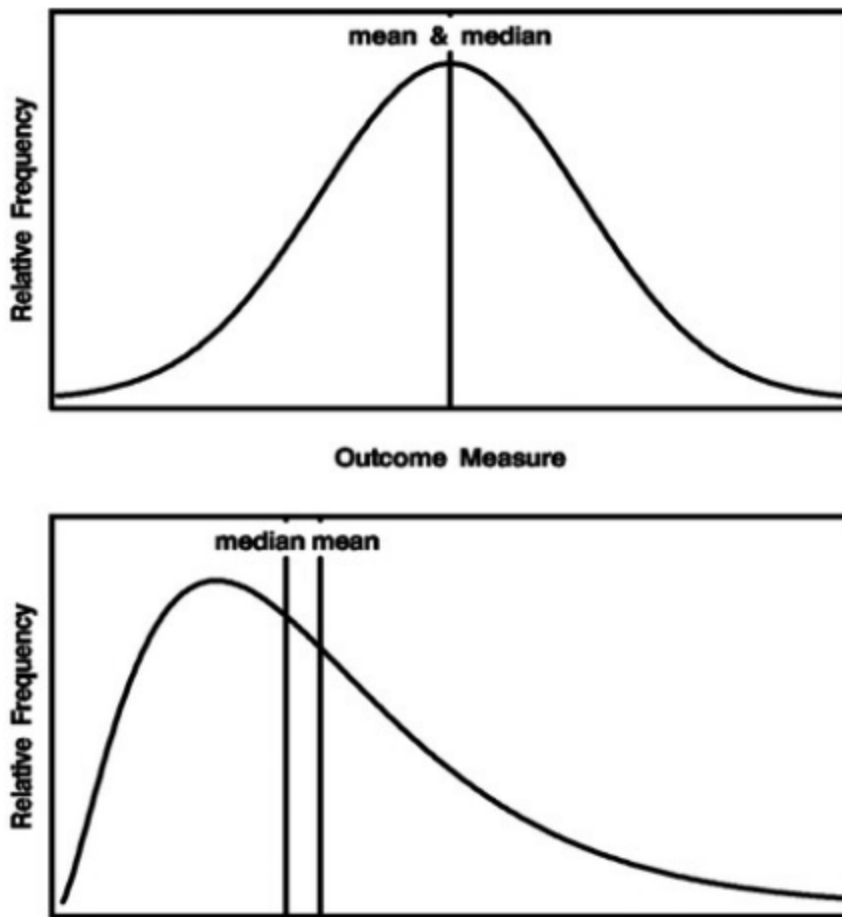 mean & median
Relative Frequency
Outcome Measure
median mean
Relative Frequency